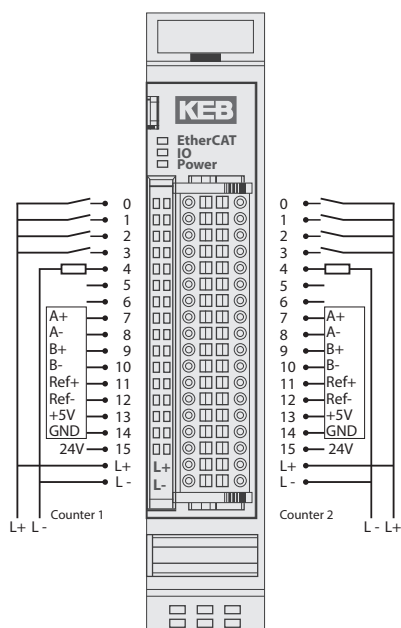 KEB
EtherCAT
IO
Power
0 0
1 1
2 2
3 3
4 4
5 5
6 6
A+ 7 7 A+
A- 8 8 A-
B+ 9 9 B+
B- 10 10 B-
Ref+ 11 11 Ref+
Ref- 12 12 Ref-
+5V 13 13 +5V
GND 14 14 GND
24V 15 15 24V
L+ L+ L+
L - L- L -
Counter 1 Counter 2
L+ L - L - L+